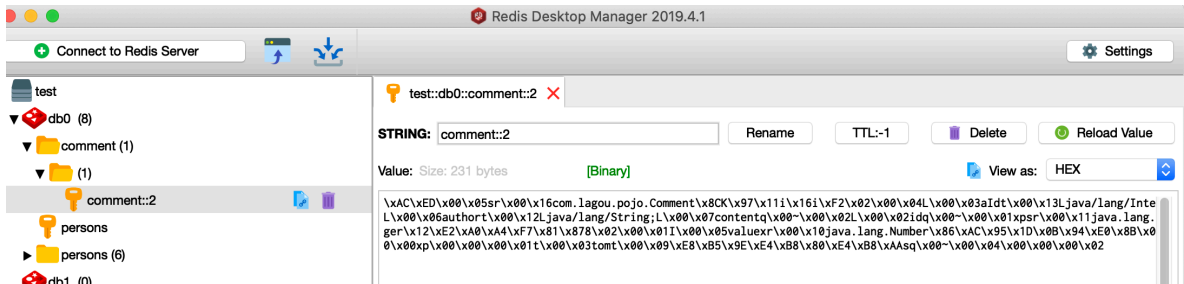 Redis Desktop Manager 2019.4.1
Connect to Redis Server
Settings
test
test::db0::comment::2
db0 (8)
STRING: comment::2 Rename TTL:-1 Delete Reload Value
comment (1)
(1)
Value: Size: 231 bytes [Binary] View as: HEX
comment::2
persons
persons (6)
db1 (0)
\xAC\xED\x00\x05sr\x00\x16com.lagou.pojo.Comment\x8CK\x97\x11i\x16i\xF2\x02\x00\x04L\x00\x03aIdt\x00\x13Ljava/lang/Inte
L\x00\x06authort\x00\x12Ljava/lang/String;L\x00\x07contentq\x00~\x00\x02L\x00\x02idq\x00~\x00\x01xpsr\x00\x11java.lang.
ger\x12\xE2\xA0\xA4\xF7\x81\x878\x02\x00\x01I\x00\x05valuexr\x00\x10java.lang.Number\x86\xAC\x95\x1D\x0B\x94\xE0\x8B\x0
0\x00xp\x00\x00\x00\x01t\x00\x03tomt\x00\x09\xE8\xB5\x9E\xE4\xB8\x80\xE4\xB8\xAAsq\x00~\x00\x04\x00\x00\x00\x02